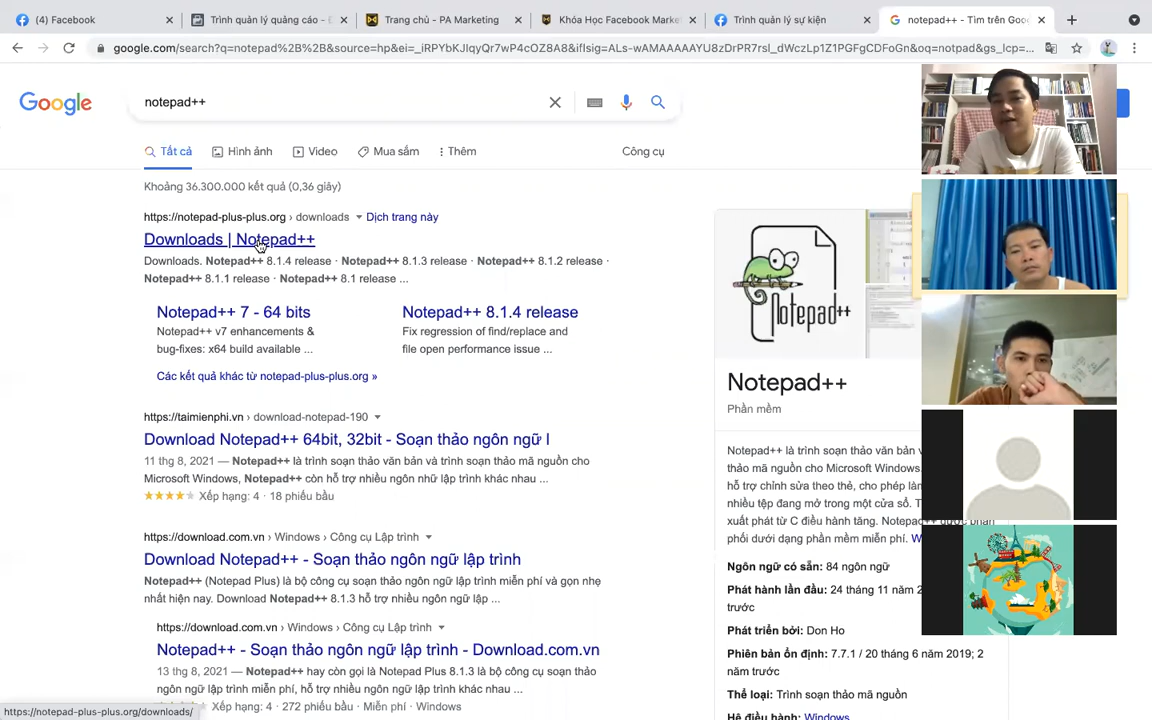 (4) Facebook
Trình quản lý quảng cáo - E
Trang chủ - PA Marketing
Khóa Học Facebook Marke
Trình quản lý sự kiện
notepad++ - Tìm trên Goo
google.com/search?q=notepad%2B%2B&source=hp&ei=_iRPYbKJIqyQr7wP4cOZ8A8&iflsig=ALs-wAMAAAAAYU8zDrPR7rsl_dWczLp1Z1PGFgCDFoGn&oq=notpad&gs_lcp=...
Google
notepad++
Tất cả
Hình ảnh
Video
Mua sắm
Thêm
Công cụ
Khoảng 36.300.000 kết quả (0,36 giây)
https://notepad-plus-plus.org › downloads
Dịch trang này
Downloads | Notepad++
Downloads. Notepad++ 8.1.4 release · Notepad++ 8.1.3 release · Notepad++ 8.1.2 release ·
Notepad++ 8.1.1 release · Notepad++ 8.1 release ...
Notepad++ 7 - 64 bits
Notepad++ v7 enhancements &
bug-fixes: x64 build available ...
Notepad++ 8.1.4 release
Fix regression of find/replace and
file open performance issue ...
Các kết quả khác từ notepad-plus-plus.org »
https://taimienphi.vn › download-notepad-190
Download Notepad++ 64bit, 32bit - Soạn thảo ngôn ngữ l
11 thg 8, 2021 — Notepad++ là trình soạn thảo văn bản và trình soạn thảo mã nguồn cho
Microsoft Windows, Notepad++ còn hỗ trợ nhiều ngôn nhữ lập trình khác nhau ...
Xếp hạng: 4 · 18 phiếu bầu
https://download.com.vn › Windows › Công cụ Lập trình
Download Notepad++ - Soạn thảo ngôn ngữ lập trình
Notepad++ (Notepad Plus) là bộ công cụ soạn thảo ngôn ngữ lập trình miễn phí và gọn nhẹ
nhất hiện nay. Download Notepad++ 8.1.3 hỗ trợ nhiều ngôn ngữ lập trình ...
https://download.com.vn › Windows › Công cụ Lập trình
Notepad++ - Soạn thảo ngôn ngữ lập trình - Download.com.vn
13 thg 8, 2021 — Notepad++ hay còn gọi là Notepad Plus 8.1.3 là bộ công cụ soạn thảo
ngôn ngữ lập trình miễn phí, hỗ trợ nhiều ngôn ngữ lập trình khác nhau ...
Xếp hạng: 4 · 272 phiếu bầu · Miễn phí · Windows
https://notepad-plus-plus.org/downloads/
Notepad++
Notepad++
Phần mềm
Notepad++ là trình soạn thảo văn bản
thảo mã nguồn cho Microsoft Windows.
hỗ trợ chỉnh sửa theo thẻ, cho phép làm
nhiều tệp đang mở trong một cửa sổ. T
xuất phát từ C điều hành tăng. Notepad++ được phân
phối dưới dạng phần mềm miễn phí. W
Ngôn ngữ có sẵn: 84 ngôn ngữ
Phát hành lần đầu: 24 tháng 11 năm 2
trước
Phát triển bởi: Don Ho
Phiên bản ổn định: 7.7.1 / 20 tháng 6 năm 2019; 2
năm trước
Thể loại: Trình soạn thảo mã nguồn
Hệ điều hành: Windows